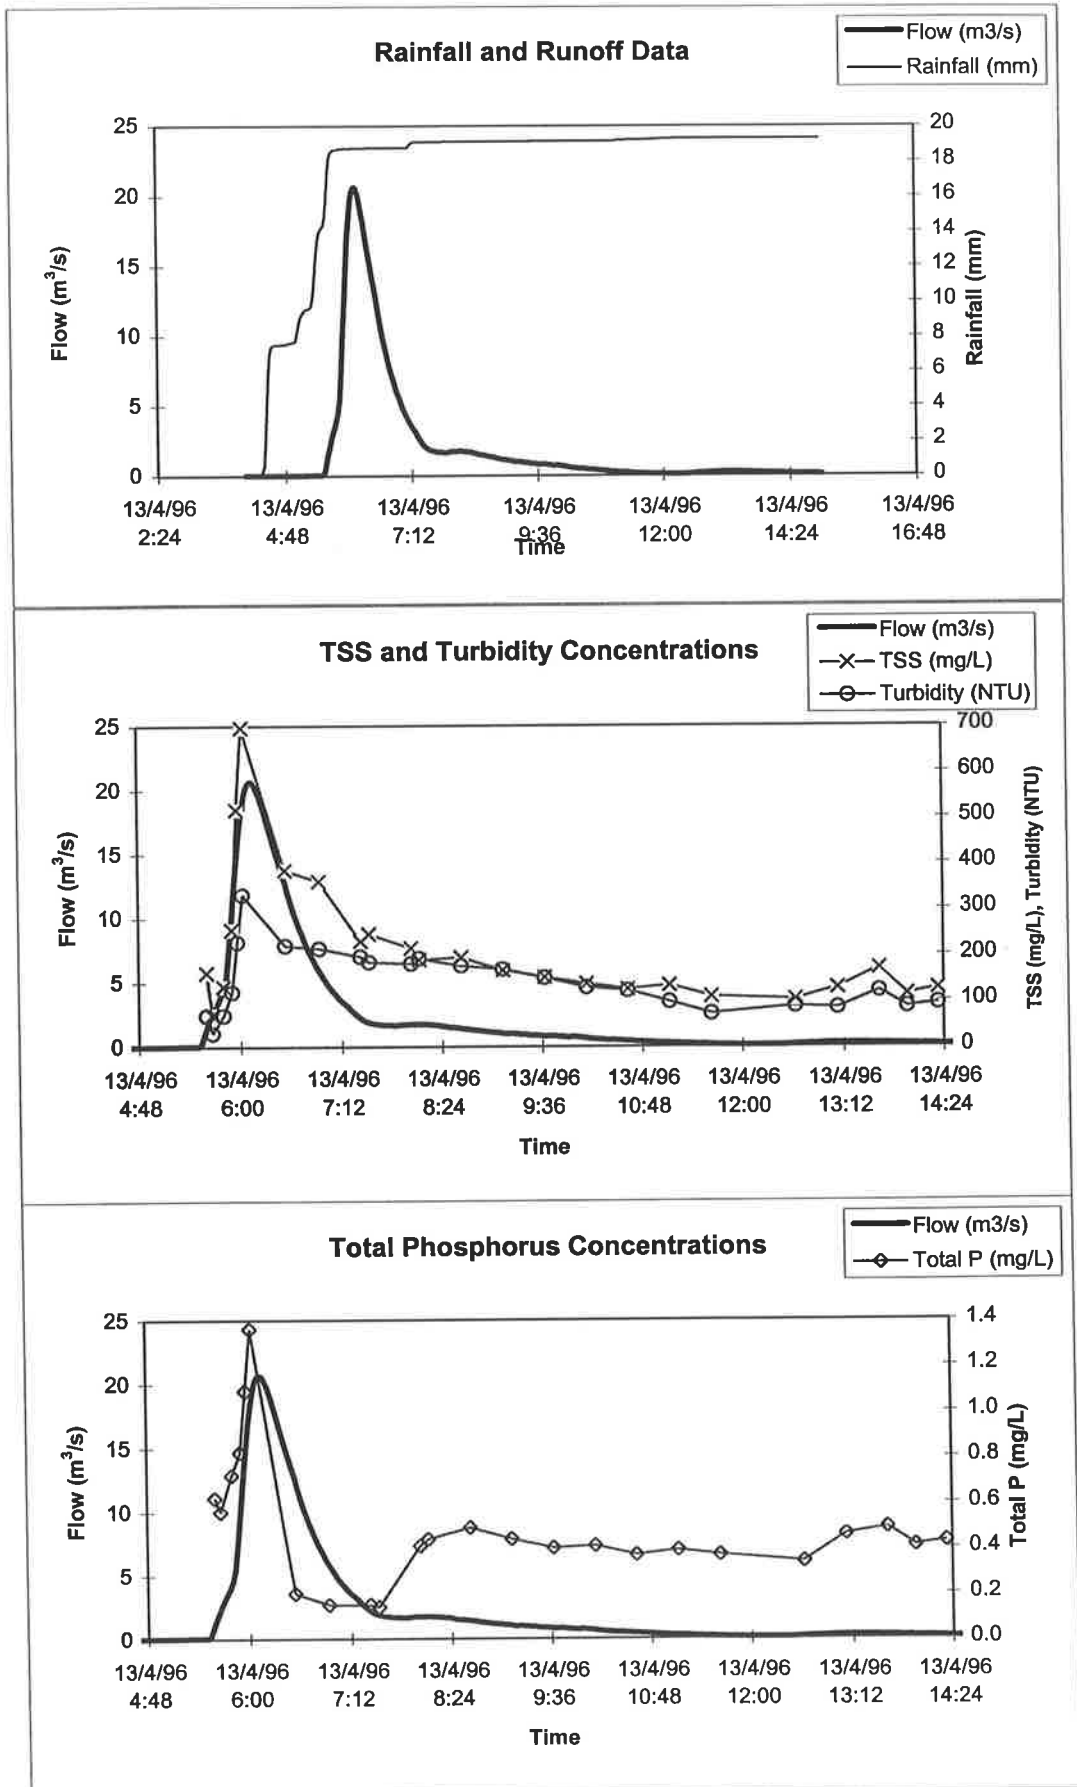 Rainfall and Runoff Data
Flow (m3/s)
Rainfall (mm)
25
20
15
10
5
0
Flow (m³/s)
20
18
16
14
12
10
8
6
4
2
0
Rainfall (mm)
13/4/96 13/4/96 13/4/96 13/4/96 13/4/96 13/4/96 13/4/96
2:24 4:48 7:12 9:36 12:00 14:24 16:48
Time
TSS and Turbidity Concentrations
Flow (m3/s)
TSS (mg/L)
Turbidity (NTU)
25
20
15
10
5
0
Flow (m³/s)
700
600
500
400
300
200
100
0
TSS (mg/L), Turbidity (NTU)
13/4/96 13/4/96 13/4/96 13/4/96 13/4/96 13/4/96 13/4/96 13/4/96 13/4/96
4:48 6:00 7:12 8:24 9:36 10:48 12:00 13:12 14:24
Time
Total Phosphorus Concentrations
Flow (m3/s)
Total P (mg/L)
25
20
15
10
5
0
Flow (m³/s)
1.4
1.2
1.0
0.8
0.6
0.4
0.2
0.0
Total P (mg/L)
13/4/96 13/4/96 13/4/96 13/4/96 13/4/96 13/4/96 13/4/96 13/4/96 13/4/96
4:48 6:00 7:12 8:24 9:36 10:48 12:00 13:12 14:24
Time